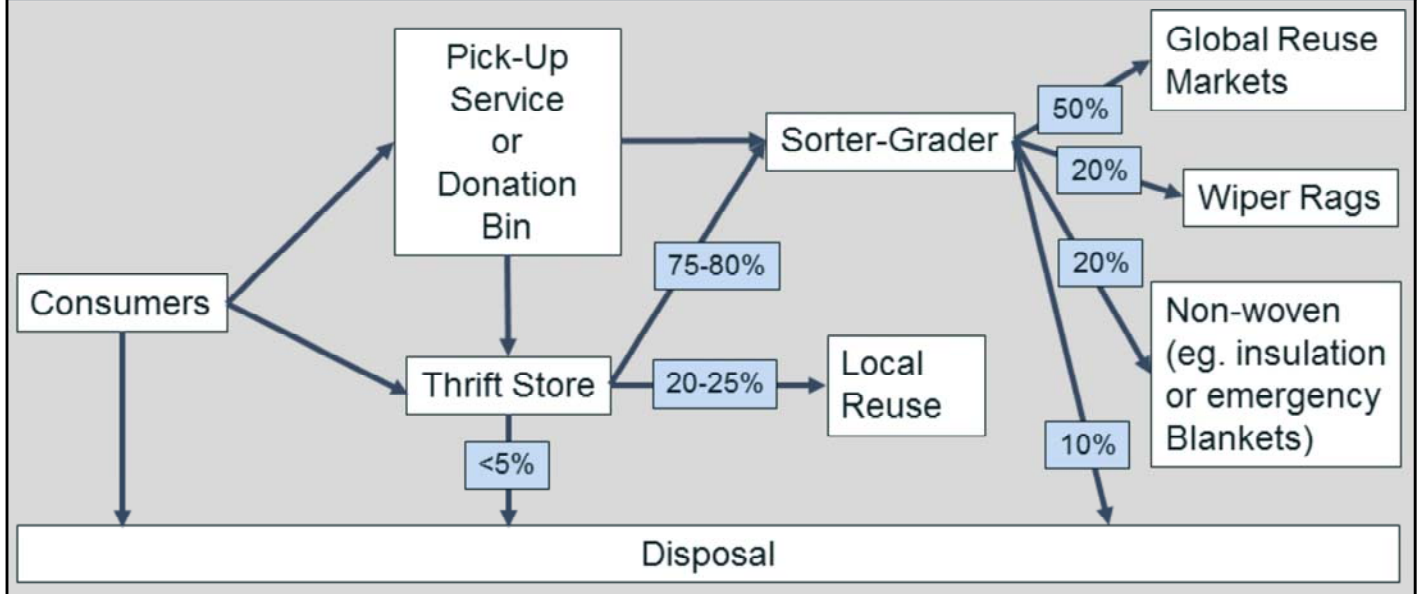 Pick-Up
Service
or
Donation
Bin
Global Reuse
Markets
50%
Sorter-Grader
20%
Wiper Rags
75-80%
20%
Consumers
Non-woven
(eg. insulation
or emergency
Blankets)
Thrift Store
20-25%
Local
Reuse
<5%
10%
Disposal